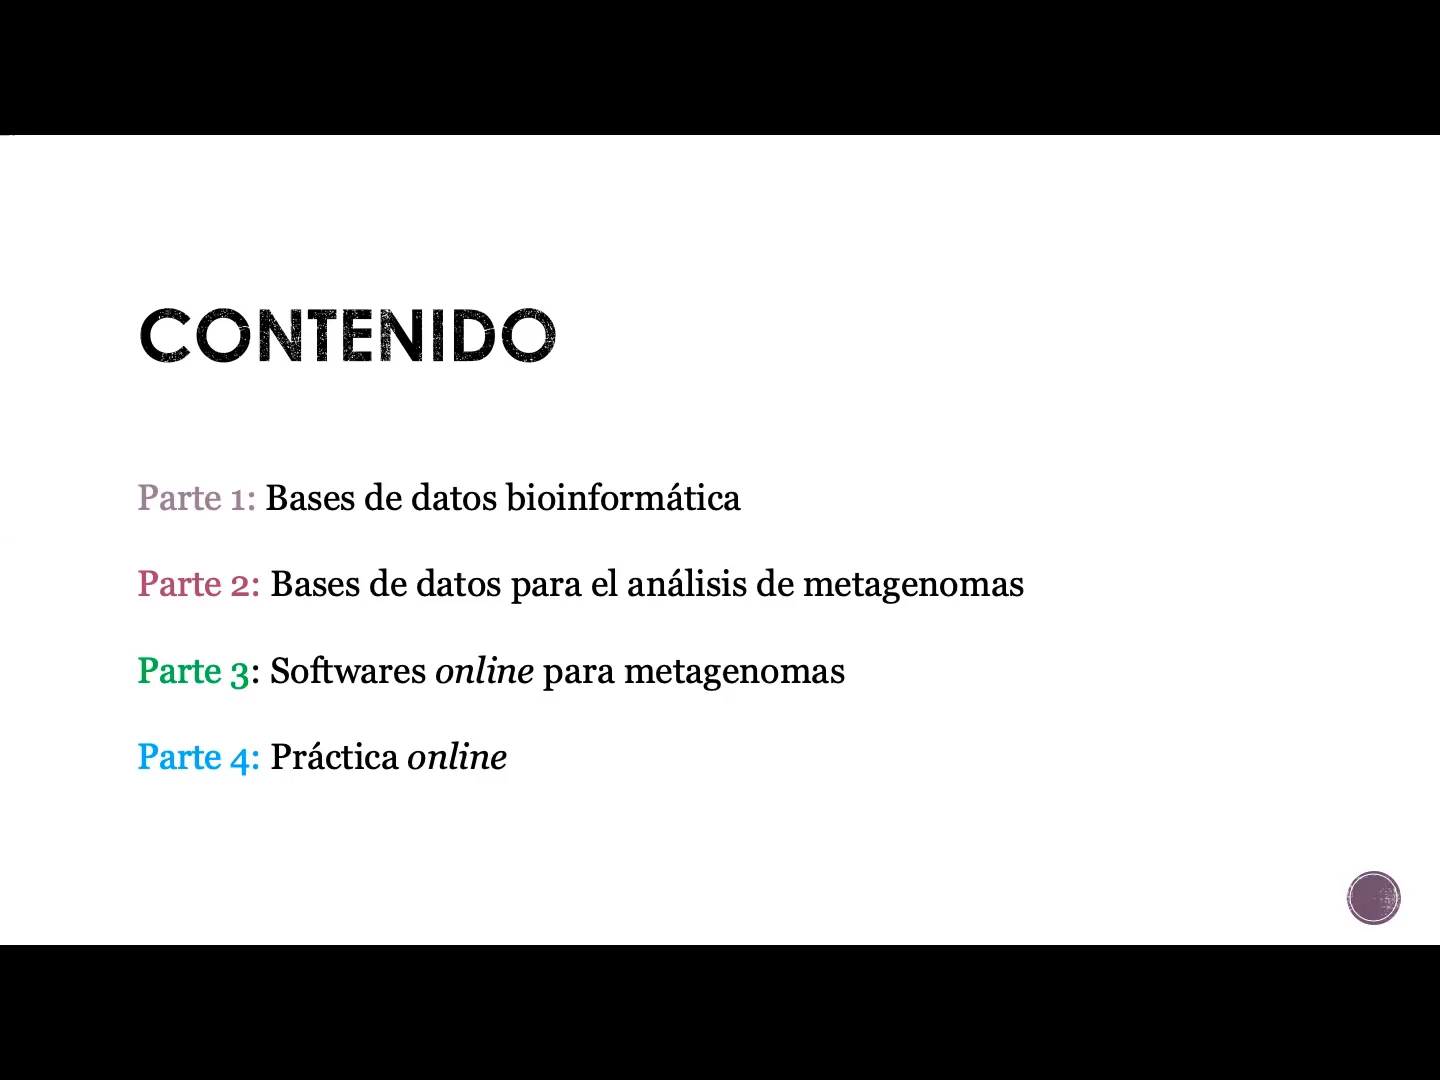 CONTENIDO
Parte 1: Bases de datos bioinformática
Parte 2: Bases de datos para el análisis de metagenomas
Parte 3: Softwares online para metagenomas
Parte 4: Práctica online